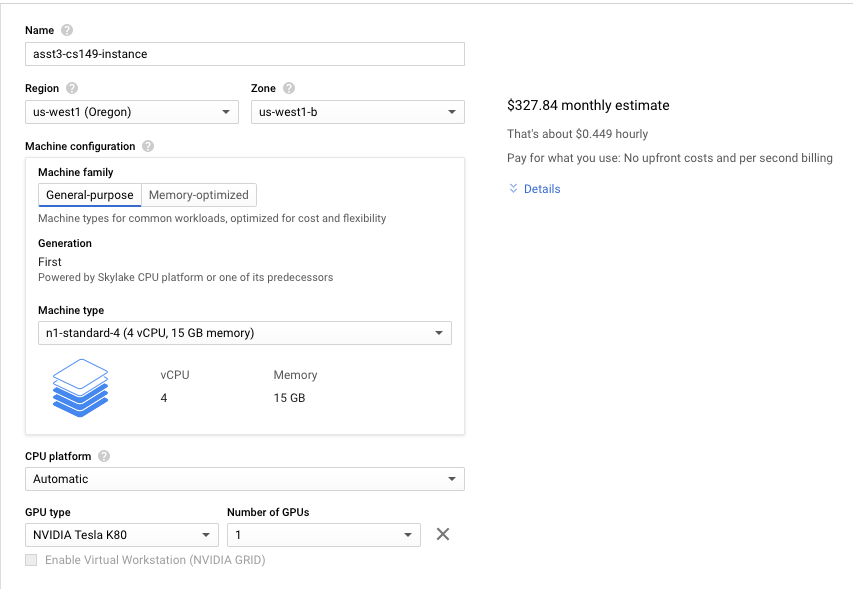 Name ?
asst3-cs149-instance
Region ? Zone ?
us-west1 (Oregon) us-west1-b
Machine configuration ?
Machine family
General-purpose Memory-optimized
Machine types for common workloads, optimized for cost and flexibility
Generation
First
Powered by Skylake CPU platform or one of its predecessors
Machine type
n1-standard-4 (4 vCPU, 15 GB memory)
vCPU Memory
4 15 GB
CPU platform ?
Automatic
GPU type Number of GPUs
NVIDIA Tesla K80 1
Enable Virtual Workstation (NVIDIA GRID)
$327.84 monthly estimate
That's about $0.449 hourly
Pay for what you use: No upfront costs and per second billing
Details